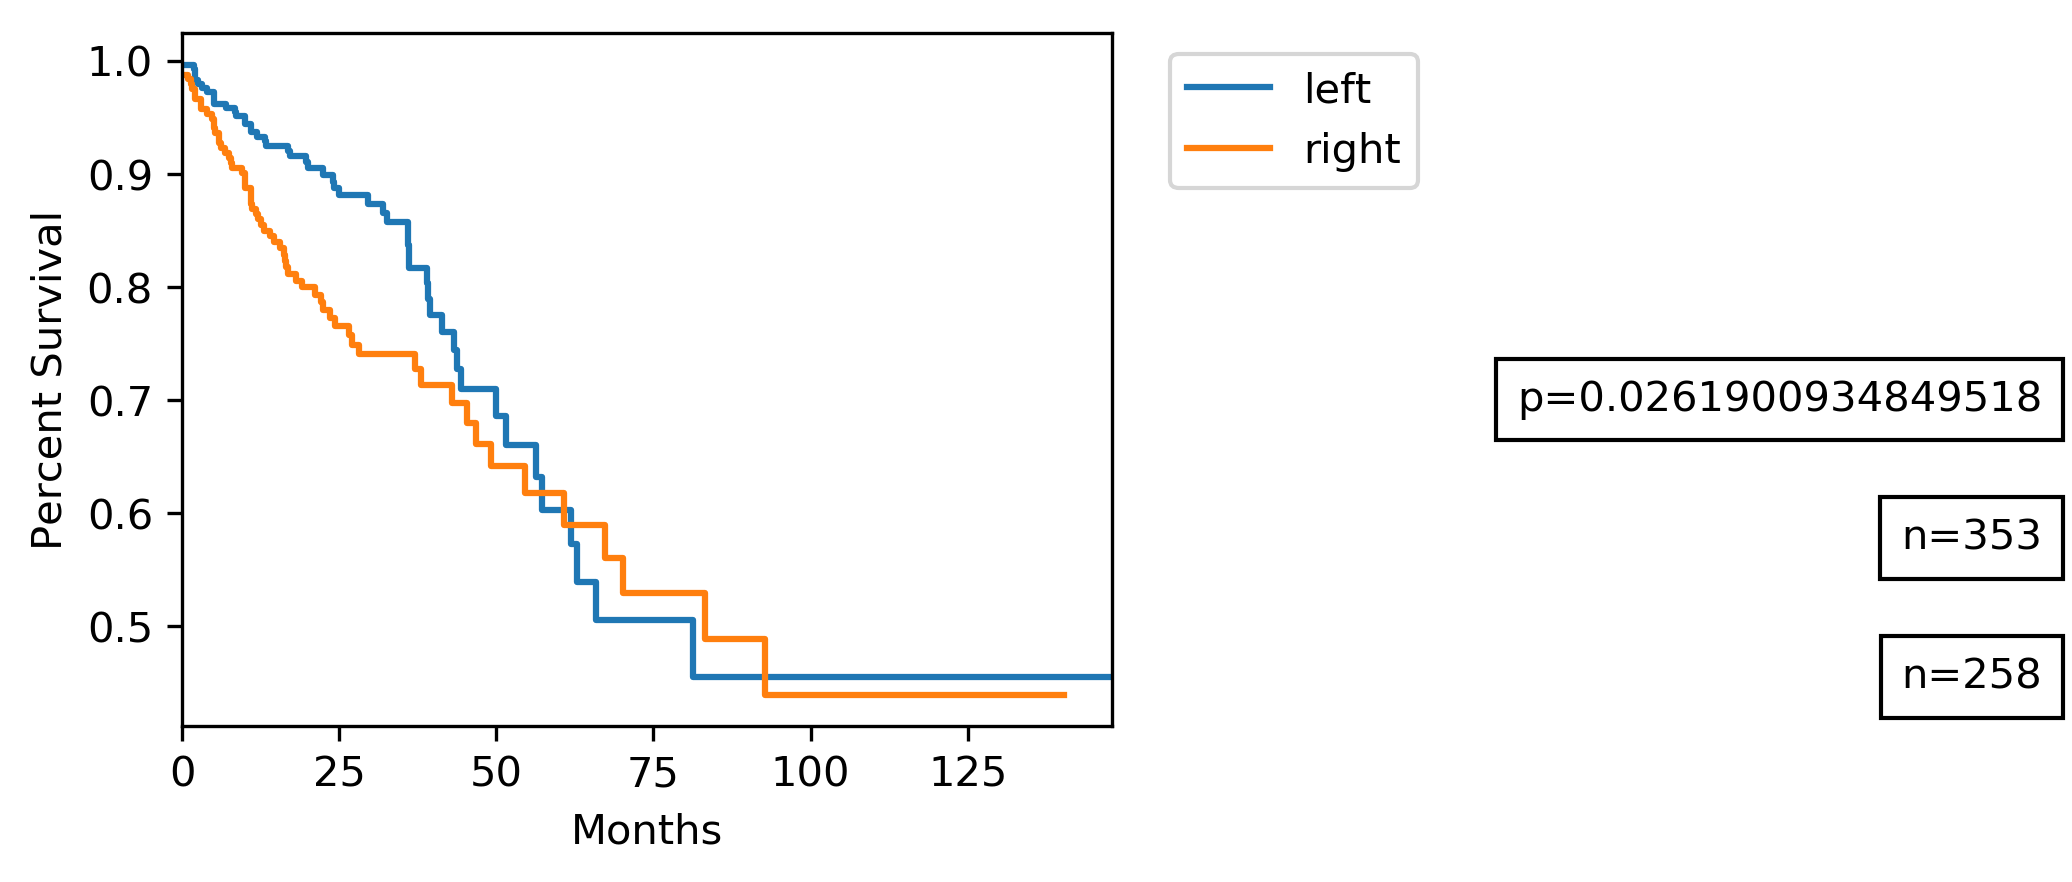 1.0
0.9
0.8
0.7
0.6
0.5
Percent Survival
0 25 50 75 100 125
Months
left
right
p=0.0261900934849518
n=353
n=258